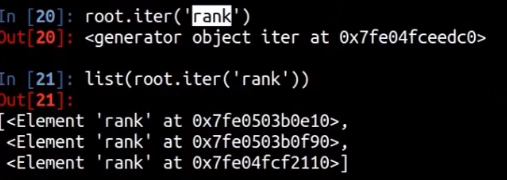 In [20]: root.iter('rank')
Out[20]: <generator object iter at 0x7fe04fceedc0>
In [21]: list(root.iter('rank'))
Out[21]:
[<Element 'rank' at 0x7fe0503b0e10>,
<Element 'rank' at 0x7fe0503b0f90>,
<Element 'rank' at 0x7fe04fcf2110>]